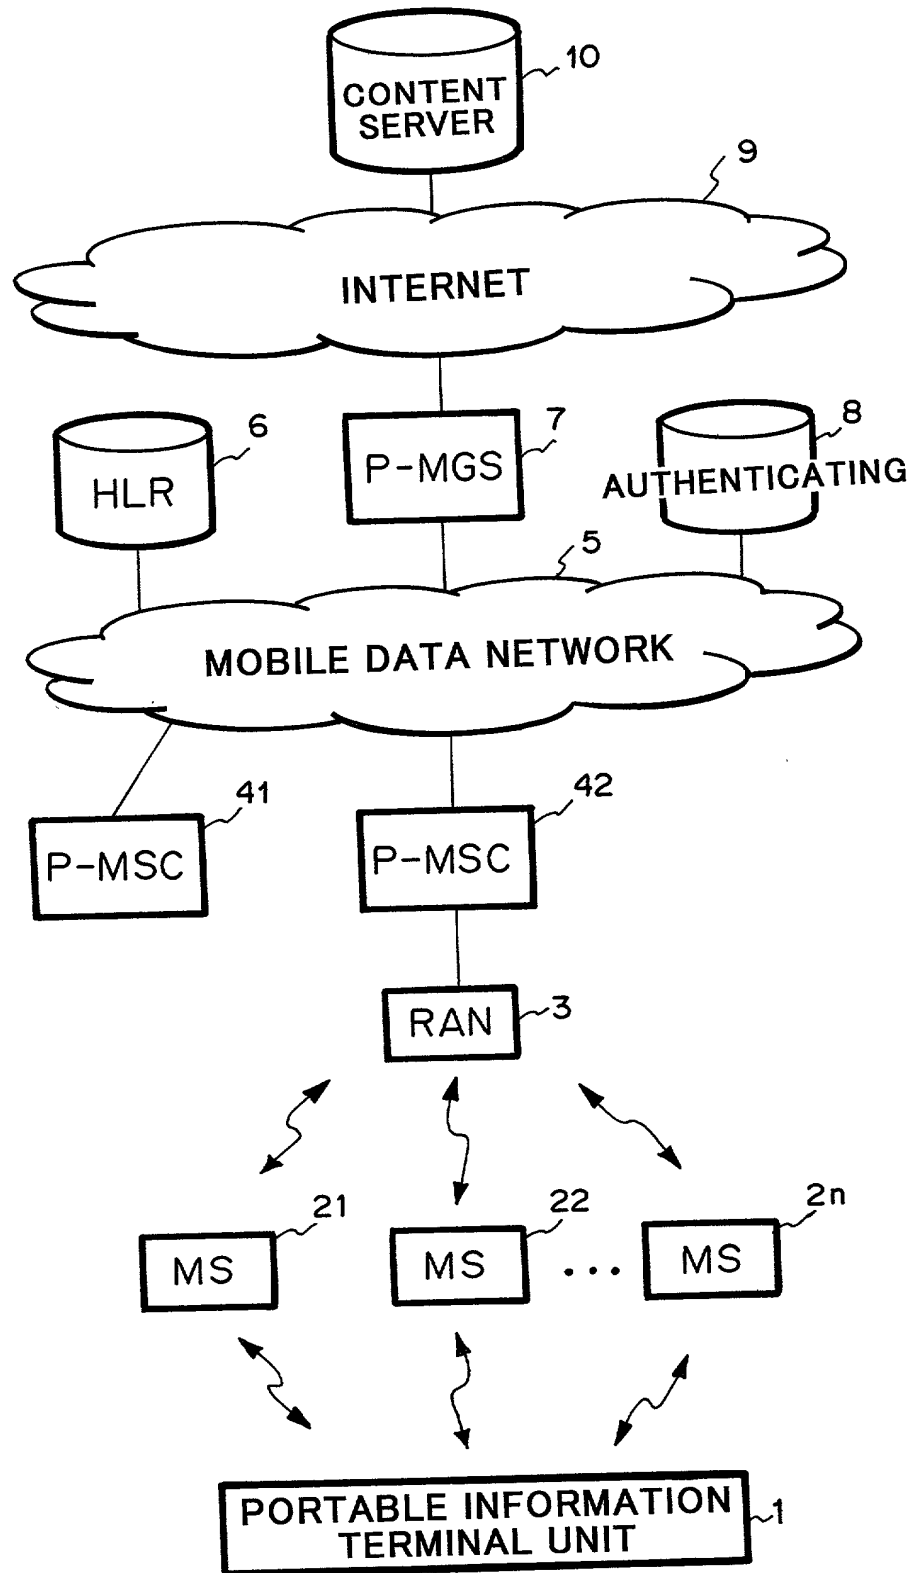 10
CONTENT
SERVER
9
INTERNET
6
HLR
7
P-MGS
8
AUTHENTICATING
5
MOBILE DATA NETWORK
41
P-MSC
42
P-MSC
RAN
3
21
MS
22
MS
...
2n
MS
PORTABLE INFORMATION
TERMINAL UNIT
1